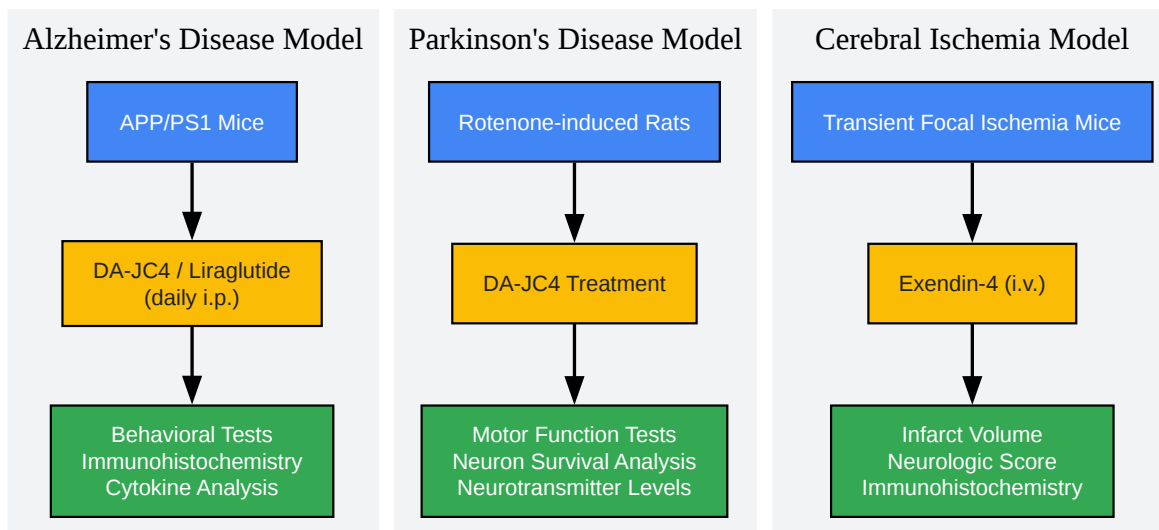 Alzheimer's Disease Model
APP/PS1 Mice
DA-JC4 / Liraglutide
(daily i.p.)
Behavioral Tests
Immunohistochemistry
Cytokine Analysis
Parkinson's Disease Model
Rotenone-induced Rats
DA-JC4 Treatment
Motor Function Tests
Neuron Survival Analysis
Neurotransmitter Levels
Cerebral Ischemia Model
Transient Focal Ischemia Mice
Exendin-4 (i.v.)
Infarct Volume
Neurologic Score
Immunohistochemistry